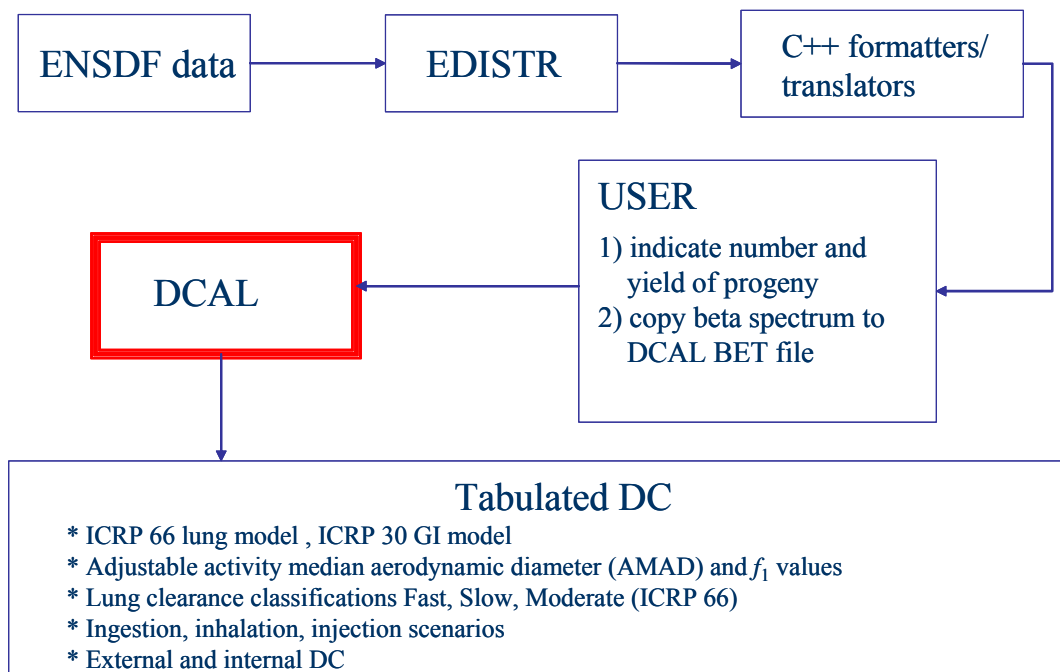 ENSDF data
EDISTR
C++ formatters/
translators
USER
1) indicate number and
yield of progeny
2) copy beta spectrum to
DCAL BET file
DCAL
Tabulated DC
* ICRP 66 lung model , ICRP 30 GI model
* Adjustable activity median aerodynamic diameter (AMAD) and f1 values
* Lung clearance classifications Fast, Slow, Moderate (ICRP 66)
* Ingestion, inhalation, injection scenarios
* External and internal DC